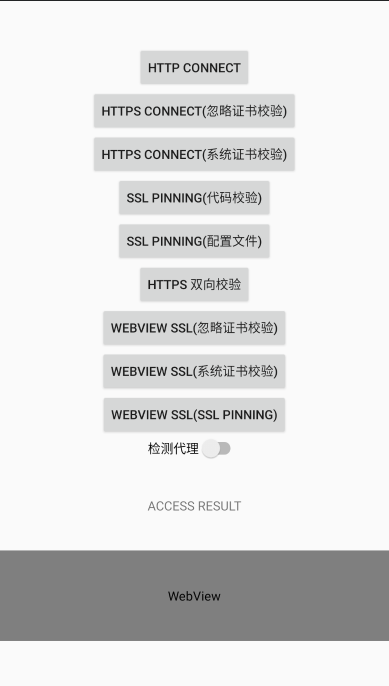 HTTP CONNECT
HTTPS CONNECT(忽略证书校验)
HTTPS CONNECT(系统证书校验)
SSL PINNING(代码校验)
SSL PINNING(配置文件)
HTTPS 双向校验
WEBVIEW SSL(忽略证书校验)
WEBVIEW SSL(系统证书校验)
WEBVIEW SSL(SSL PINNING)
检测代理
ACCESS RESULT
WebView